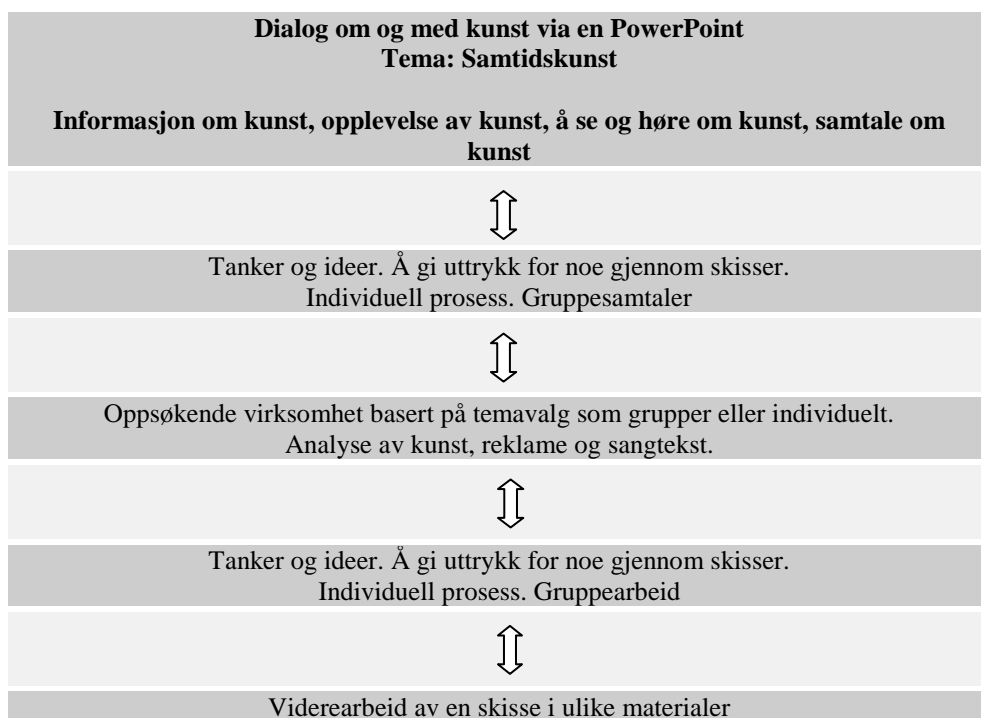 Dialog om og med kunst via en PowerPoint
Tema: Samtidskunst
Informasjon om kunst, opplevelse av kunst, å se og høre om kunst, samtale om
kunst
Tanker og ideer. Å gi uttrykk for noe gjennom skisser.
Individuell prosess. Gruppesamtaler
Oppsøkende virksomhet basert på temavalg som grupper eller individuelt.
Analyse av kunst, reklame og sangtekst.
Tanker og ideer. Å gi uttrykk for noe gjennom skisser.
Individuell prosess. Gruppearbeid
Viderearbeid av en skisse i ulike materialer